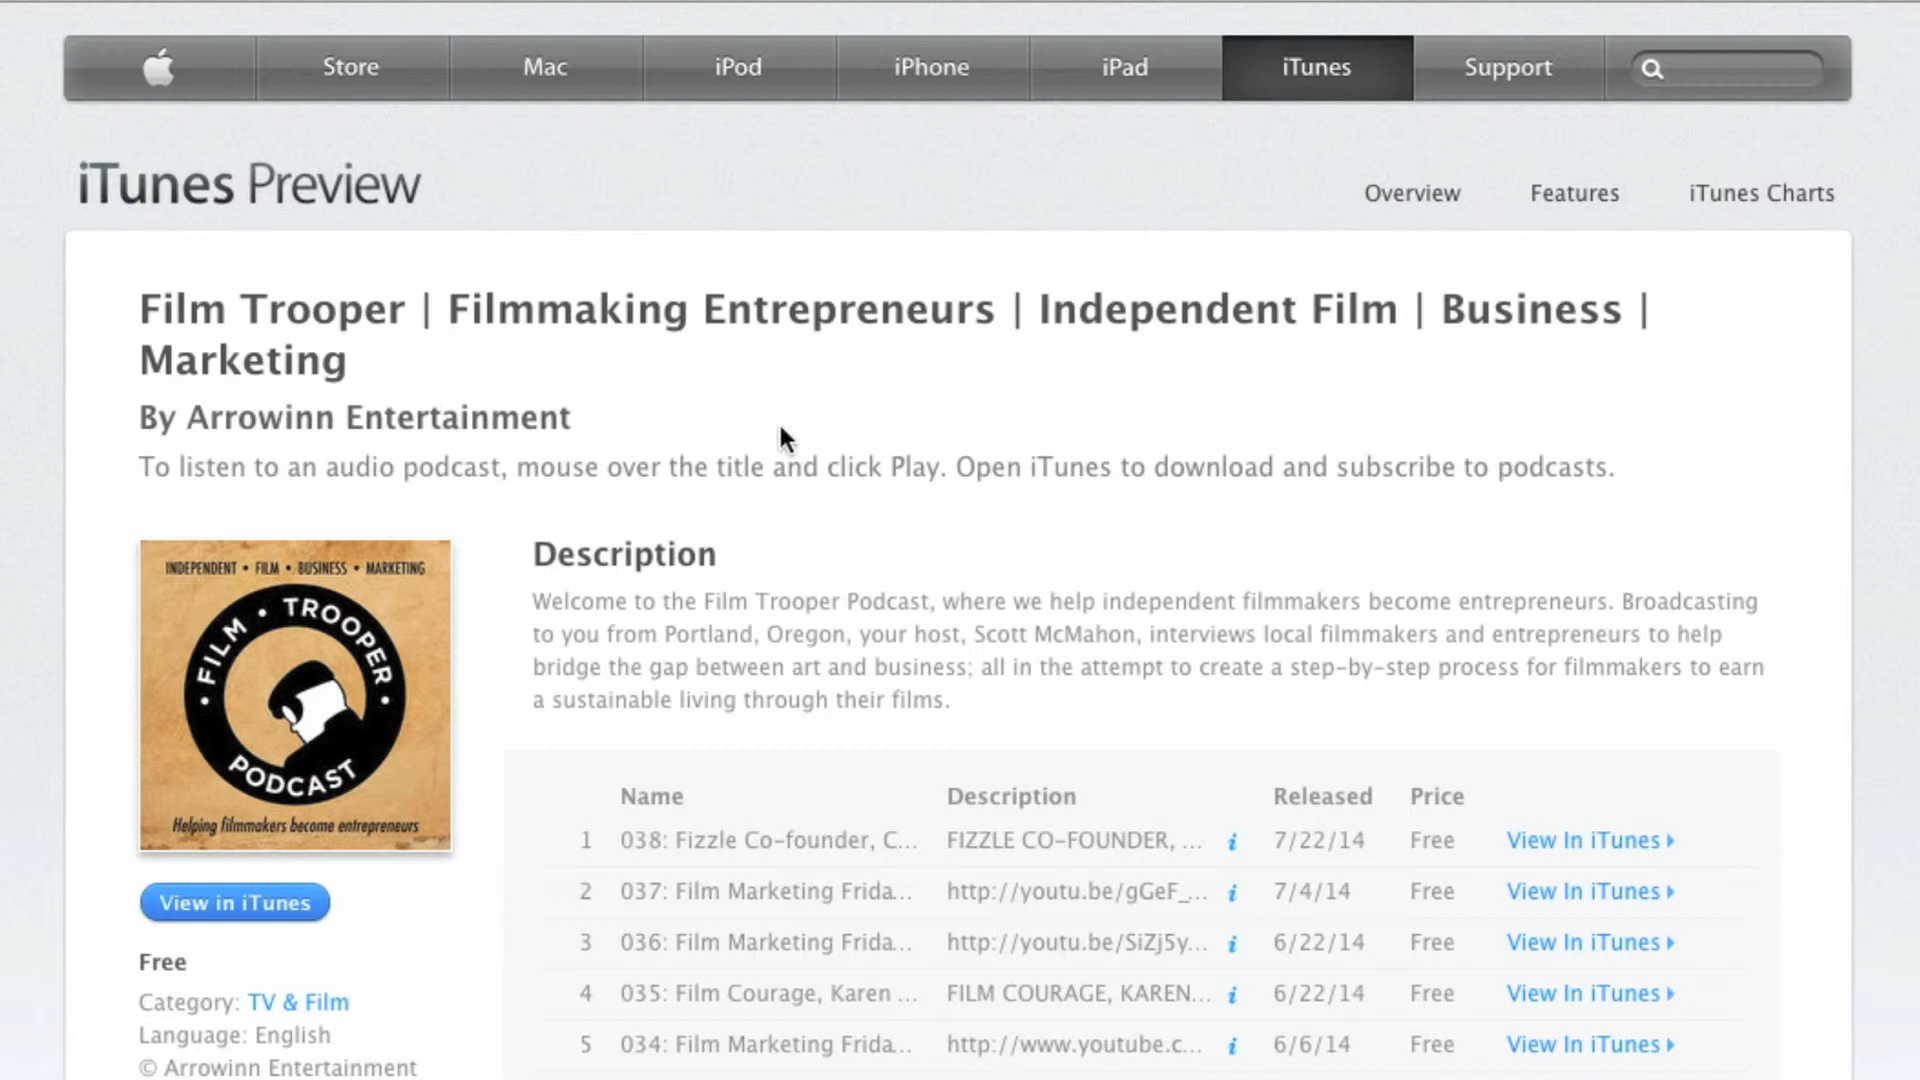 Store Mac iPod iPhone iPad iTunes Support
iTunes Preview
Overview Features iTunes Charts
Film Trooper | Filmmaking Entrepreneurs | Independent Film | Business |
Marketing
By Arrowinn Entertainment
To listen to an audio podcast, mouse over the title and click Play. Open iTunes to download and subscribe to podcasts.
INDEPENDENT • FILM • BUSINESS • MARKETING
• FILM • TROOPER •
PODCAST
Helping filmmakers become entrepreneurs
View in iTunes
Free
Category: TV & Film
Language: English
© Arrowinn Entertainment
Description
Welcome to the Film Trooper Podcast, where we help independent filmmakers become entrepreneurs. Broadcasting
to you from Portland, Oregon, your host, Scott McMahon, interviews local filmmakers and entrepreneurs to help
bridge the gap between art and business; all in the attempt to create a step-by-step process for filmmakers to earn
a sustainable living through their films.
Name Description Released Price
1 038: Fizzle Co-founder, C... FIZZLE CO-FOUNDER, ... i 7/22/14 Free View In iTunes
2 037: Film Marketing Frida... http://youtu.be/gGeF_... i 7/4/14 Free View In iTunes
3 036: Film Marketing Frida... http://youtu.be/SiZj5y... i 6/22/14 Free View In iTunes
4 035: Film Courage, Karen ... FILM COURAGE, KAREN... i 6/22/14 Free View In iTunes
5 034: Film Marketing Frida... http://www.youtube.c... i 6/6/14 Free View In iTunes